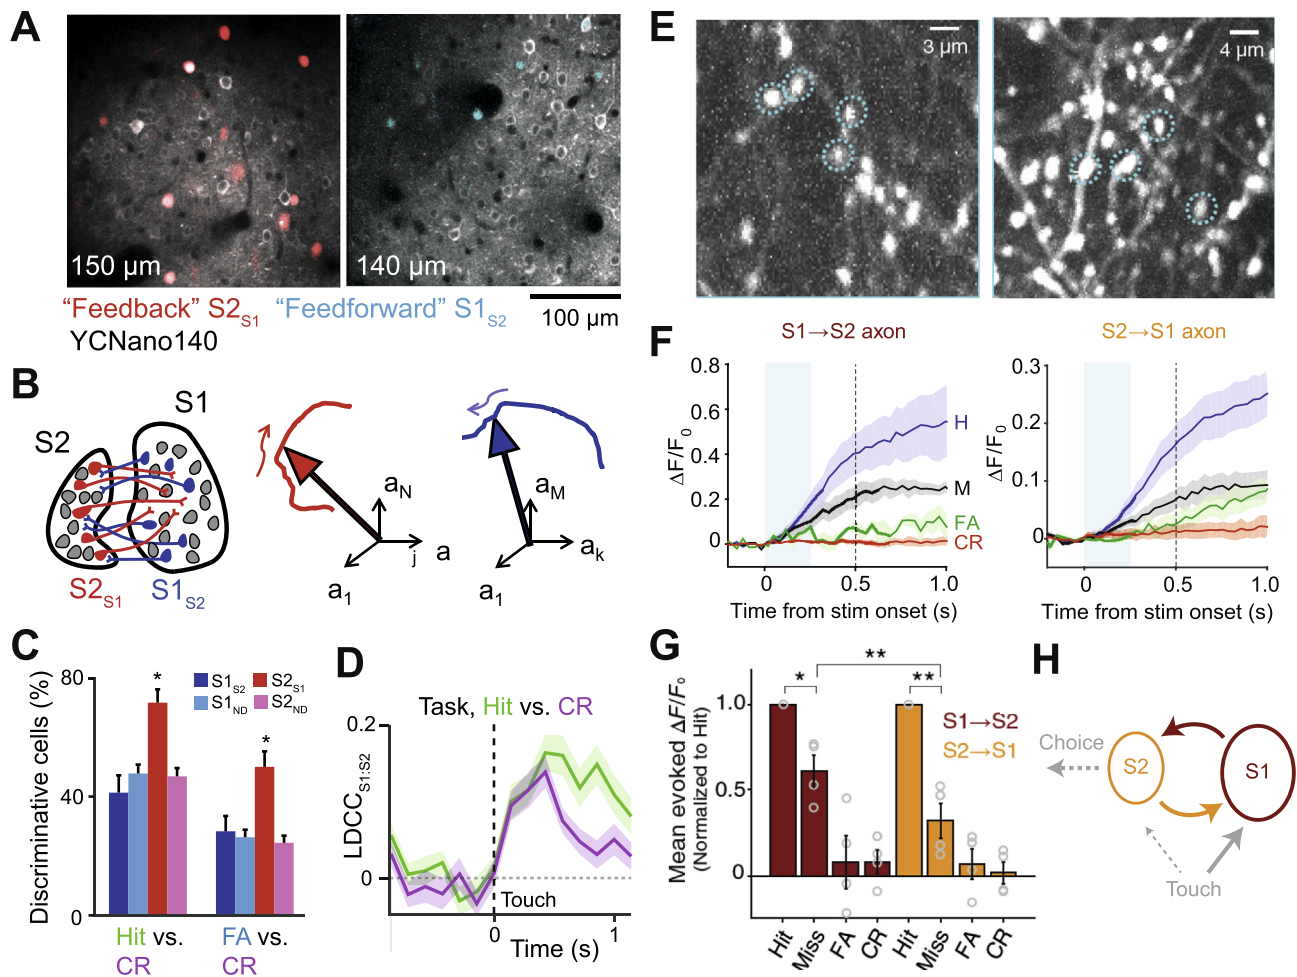 A
150 µm
140 µm
"Feedback" S2S1 "Feedforward" S1S2
YCNano140
100 µm
B
S1
S2
S2S1
S1S2
aN
a
j
a1
aM
ak
a1
C
Discriminative cells (%)
80
40
0
S1S2
S1ND
S2S1
S2ND
*
*
Hit vs.
CR
FA vs.
CR
D
Task, Hit vs. CR
LDCCS1:S2
0.2
0
Touch
0
1
Time (s)
E
3 µm
4 µm
F
S1→S2 axon
ΔF/F0
0.8
0.6
0.4
0.2
0
H
M
FA
CR
0
0.5
1.0
Time from stim onset (s)
S2→S1 axon
ΔF/F0
0.3
0.2
0.1
0
0
0.5
1.0
Time from stim onset (s)
G
Mean evoked ΔF/F0
(Normalized to Hit)
1.0
0.5
0
**
*
**
S1→S2
S2→S1
Hit
Miss
FA
CR
Hit
Miss
FA
CR
H
Choice
S2
S1
Touch